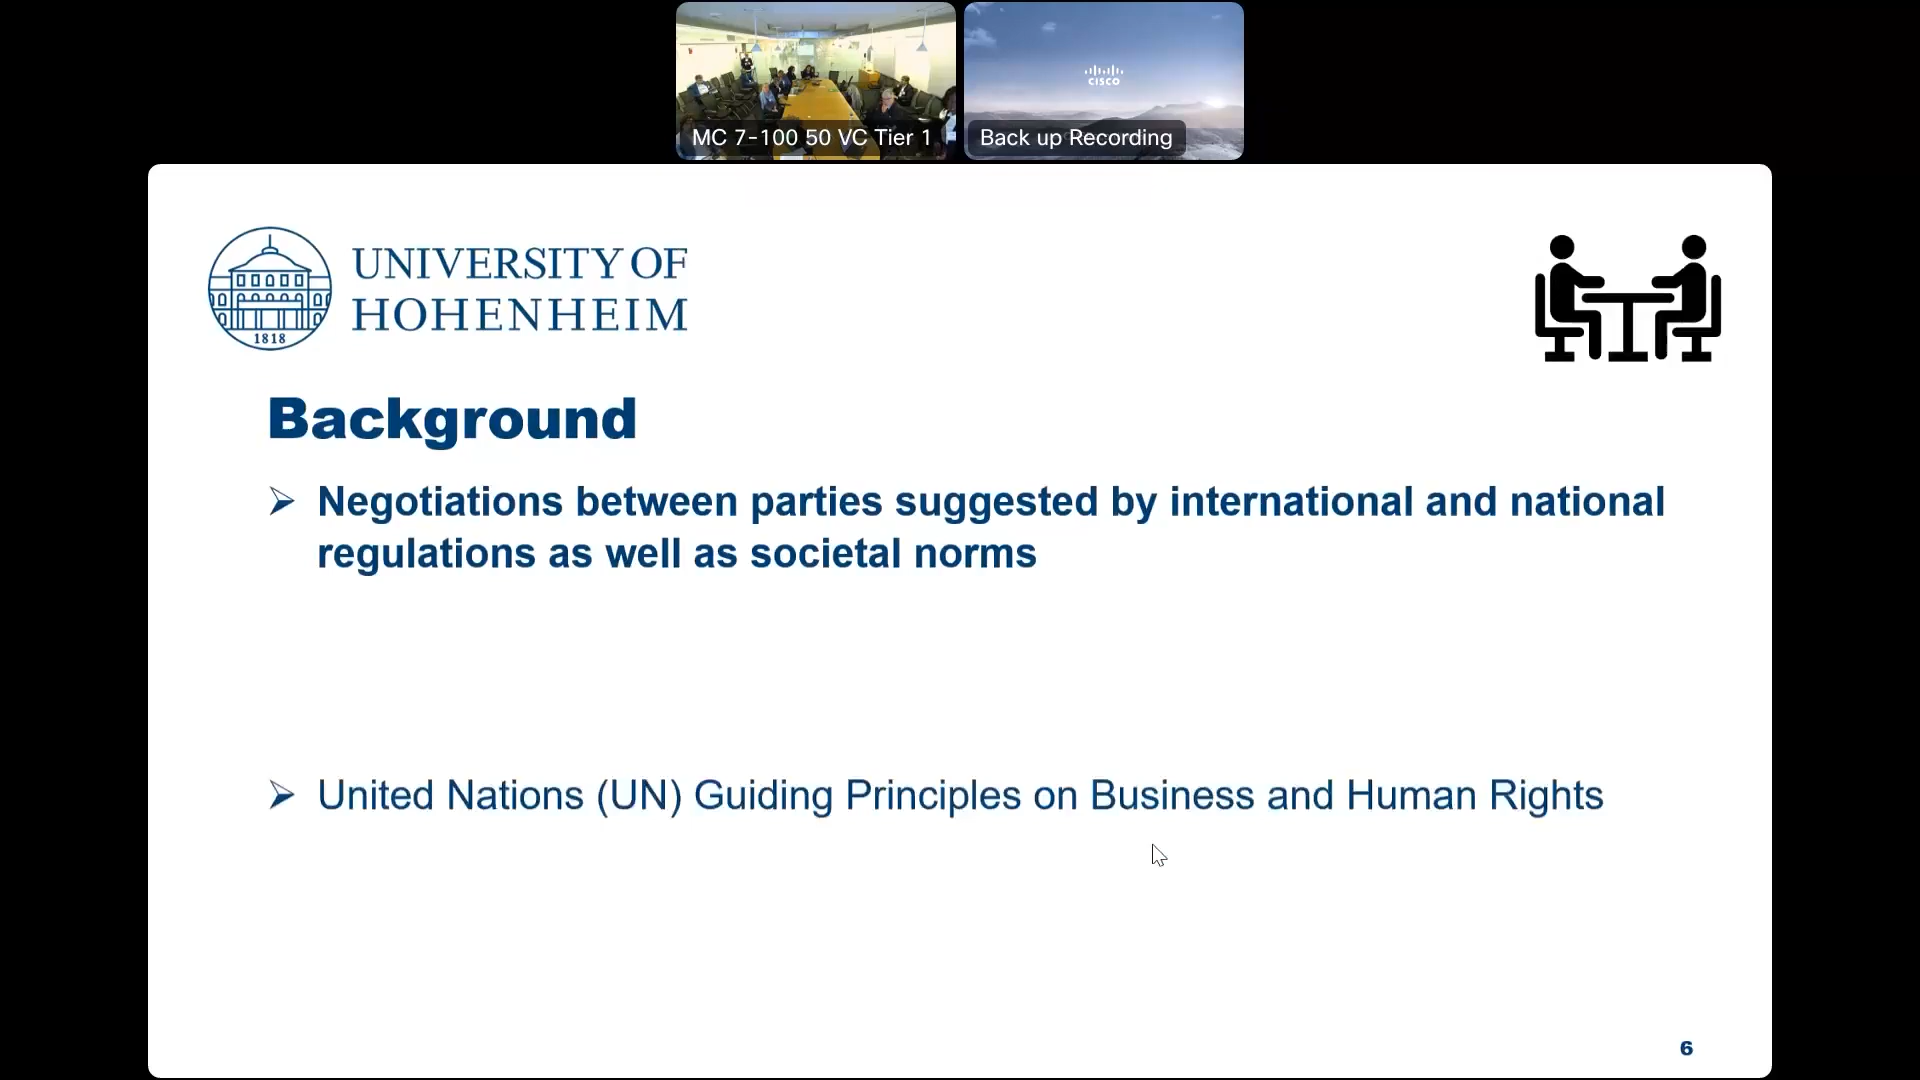 CISCO
MC 7-100 50 VC Tier 1
Back up Recording
UNIVERSITY OF
HOHENHEIM
1818
Background
Negotiations between parties suggested by international and national
regulations as well as societal norms
United Nations (UN) Guiding Principles on Business and Human Rights
6